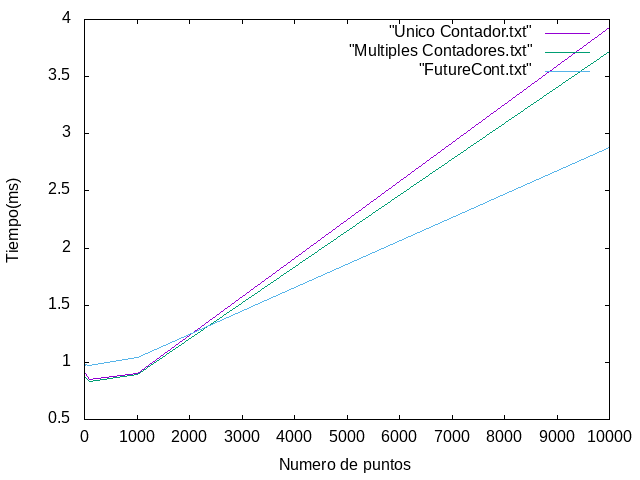 "Unico Contador.txt"
"Multiples Contadores.txt"
"FutureCont.txt"
4
3.5
3
2.5
2
1.5
1
0.5
Tiempo(ms)
0 1000 2000 3000 4000 5000 6000 7000 8000 9000 10000
Numero de puntos